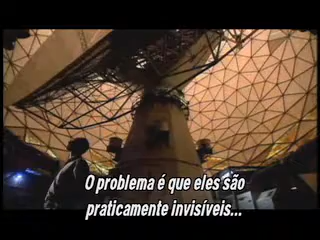 O problema é que eles são
praticamente invisíveis...